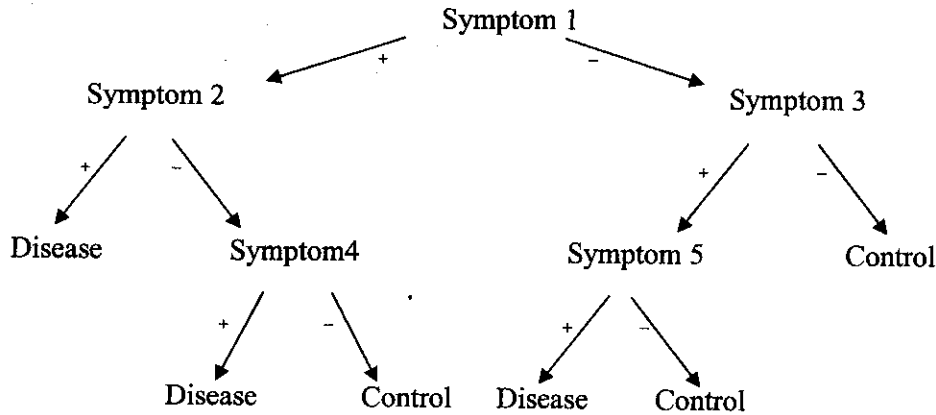 Symptom 1
+ −
Symptom 2 Symptom 3
+ − + −
Disease Symptom4 Symptom 5 Control
+ − + −
Disease Control Disease Control